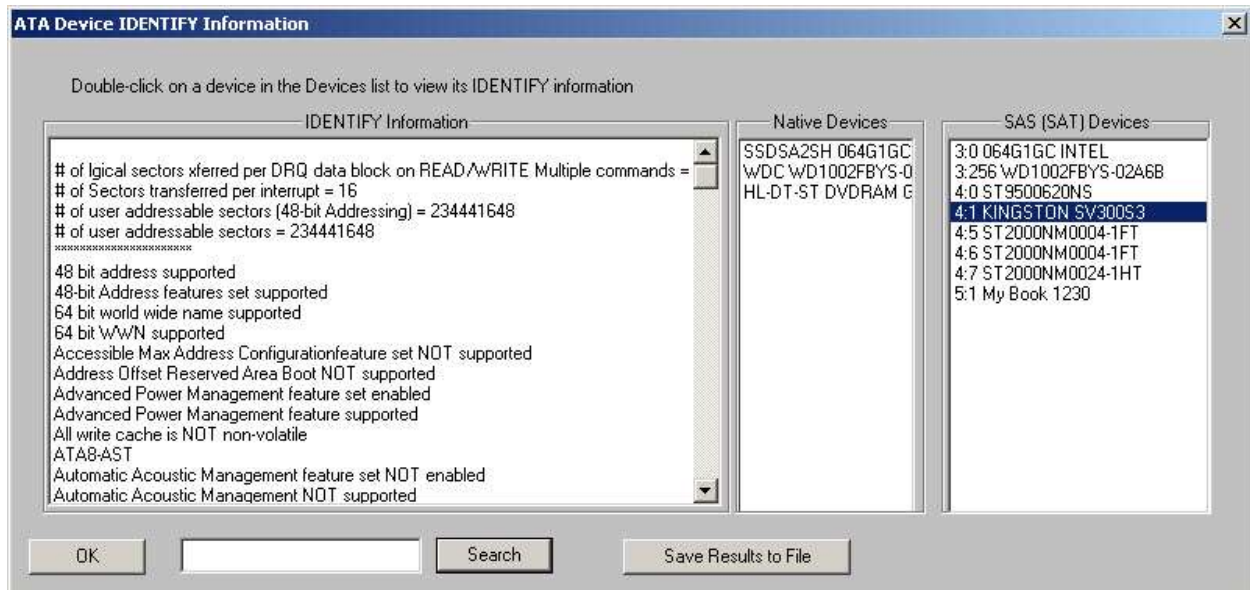 ATA Device IDENTIFY Information
Double-click on a device in the Devices list to view its IDENTIFY information
IDENTIFY Information
# of lgical sectors xferred per DRQ data block on READ/WRITE Multiple commands =
# of Sectors transferred per interrupt = 16
# of user addressable sectors (48-bit Addressing) = 234441648
# of user addressable sectors = 234441648
**********************
48 bit address supported
48-bit Address features set supported
64 bit world wide name supported
64 bit WWN supported
Accessible Max Address Configurationfeature set NOT supported
Address Offset Reserved Area Boot NOT supported
Advanced Power Management feature set enabled
Advanced Power Management feature supported
All write cache is NOT non-volatile
ATA8-AST
Automatic Acoustic Management feature set NOT enabled
Automatic Acoustic Management NOT supported
Native Devices
SSDSA2SH 064G1GC
WDC WD1002FBYS-0
HL-DT-ST DVDRAM G
SAS (SAT) Devices
3:0 064G1GC INTEL
3:256 WD1002FBYS-02A6B
4:0 ST9500620NS
4:1 KINGSTON SV300S3
4:5 ST2000NM0004-1FT
4:6 ST2000NM0004-1FT
4:7 ST2000NM0024-1HT
5:1 My Book 1230
OK
Search
Save Results to File